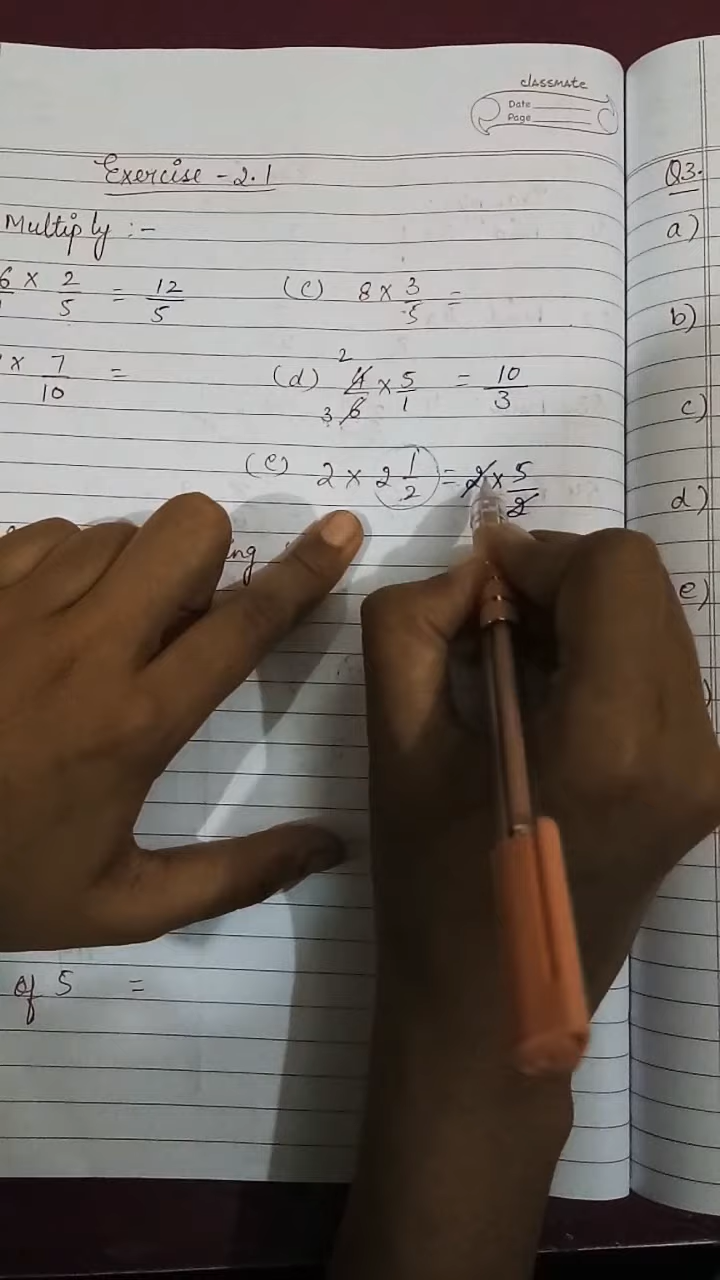 classmate
Date
Page
Exercise - 2.1
Multiply :-
6 × 2/5 = 12/5
(c) 8 × 3/5 =
× 7/10 =
(d) 2 4/6 3 × 5/1 = 10/3
(e) 2 × 2 1/2 = 2 × 5/2
of 5 =
Q3.
a)
b)
c)
d)
e)